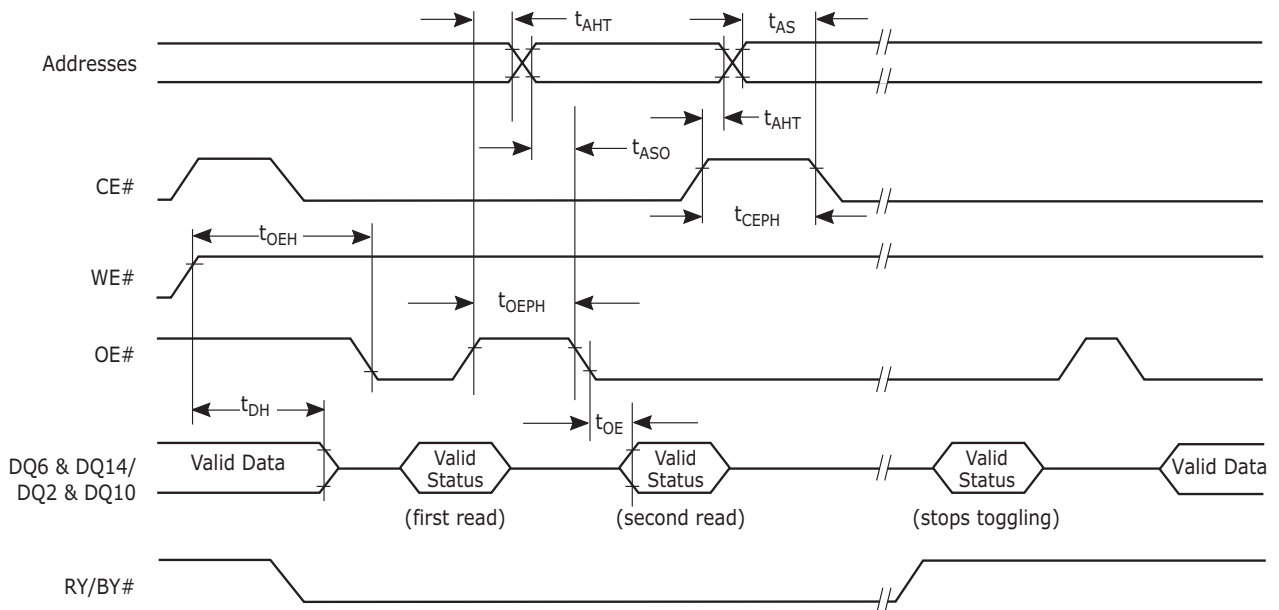 tAHT
tAS
Addresses
tAHT
tASO
CE#
tCEPH
tOEH
WE#
tOEPH
OE#
tDH
tOE
DQ6 & DQ14/
DQ2 & DQ10
Valid Data
Valid
Status
Valid
Status
Valid
Status
Valid Data
(first read)
(second read)
(stops toggling)
RY/BY#